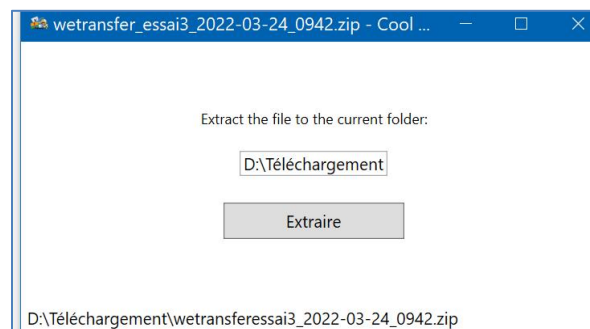 wetransfer_essai3_2022-03-24_0942.zip - Cool ...
Extract the file to the current folder:
D:\Téléchargement
Extraire
D:\Téléchargement\wetransferessai3_2022-03-24_0942.zip